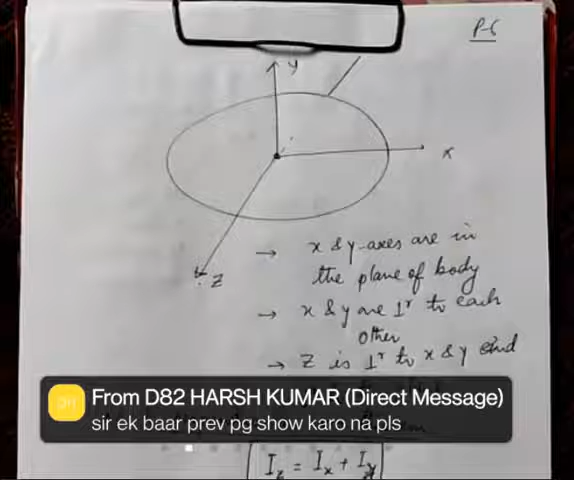 P-6
y
x
z
→ x & y-axes are in
the plane of body
→ x & y are ⊥r to each
other
→ Z is ⊥r to x & y and
From D82 HARSH KUMAR (Direct Message)
sir ek baar prev pg show karo na pls
Iz = Ix + Iy